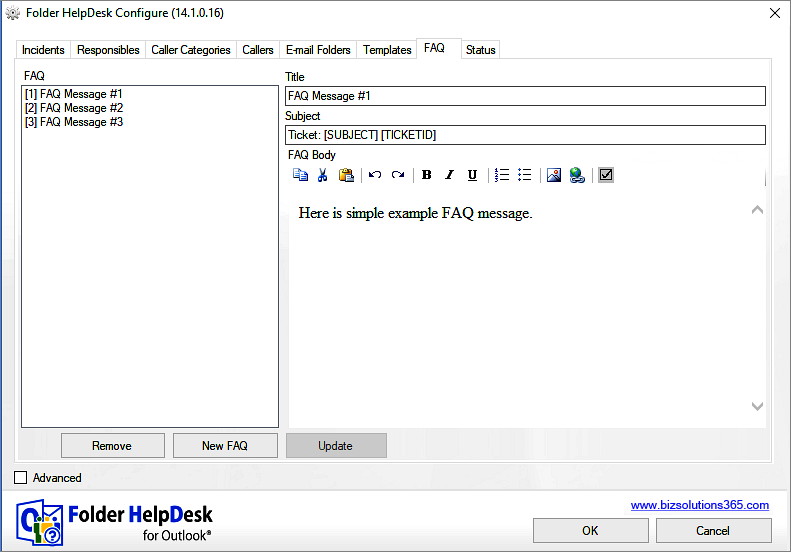 Folder HelpDesk Configure (14.1.0.16)
Incidents Responsibles Caller Categories Callers E-mail Folders Templates FAQ Status
FAQ
[1] FAQ Message #1
[2] FAQ Message #2
[3] FAQ Message #3
Title
FAQ Message #1
Subject
Ticket: [SUBJECT] [TICKETID]
FAQ Body
B I U
Here is simple example FAQ message.
Remove New FAQ Update
Advanced
Folder HelpDesk
for Outlook®
www.bizsolutions365.com
OK Cancel